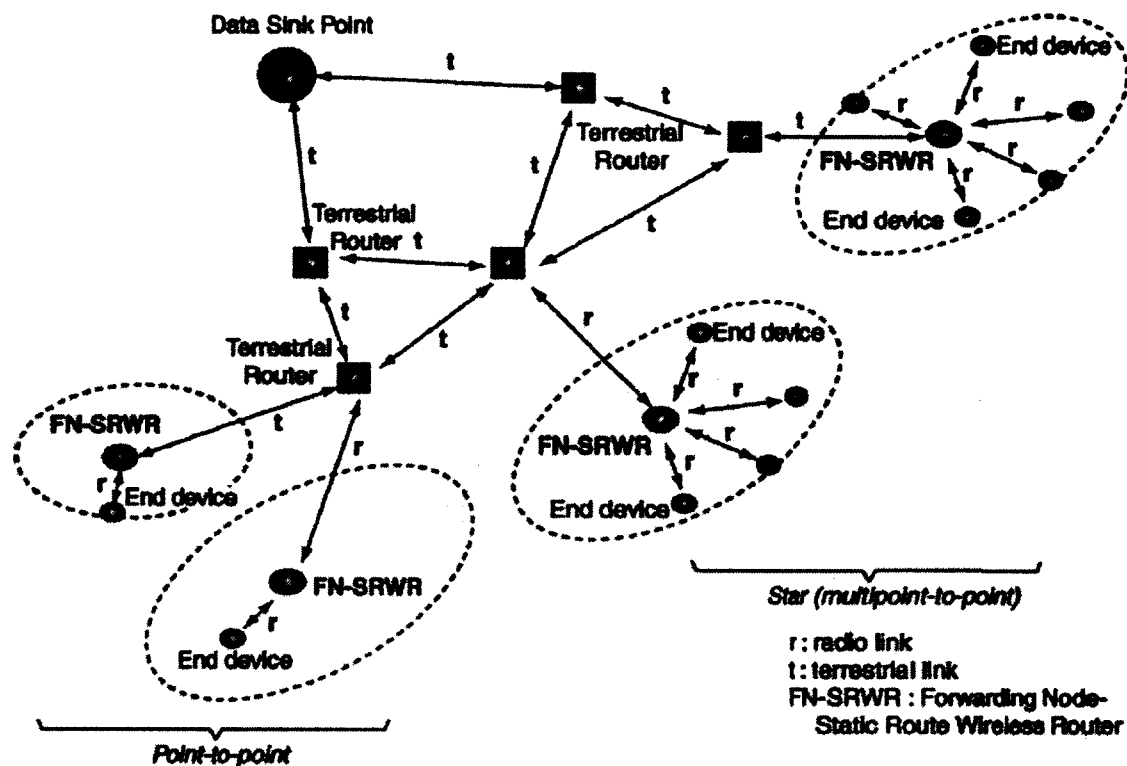 Data Sink Point
t
End device
t
r
r
r
Terrestrial
Router
t
FN-SRWR
r
r
End device
t
t
Terrestrial
Router
t
t
r
t
t
Terrestrial
Router
End device
r
r
FN-SRWR
r
r
End device
FN-SRWR
t
r
End device
r
FN-SRWR
r
End device
Point-to-point
Star (multipoint-to-point)
r : radio link
t : terrestrial link
FN-SRWR : Forwarding Node-
Static Route Wireless Router